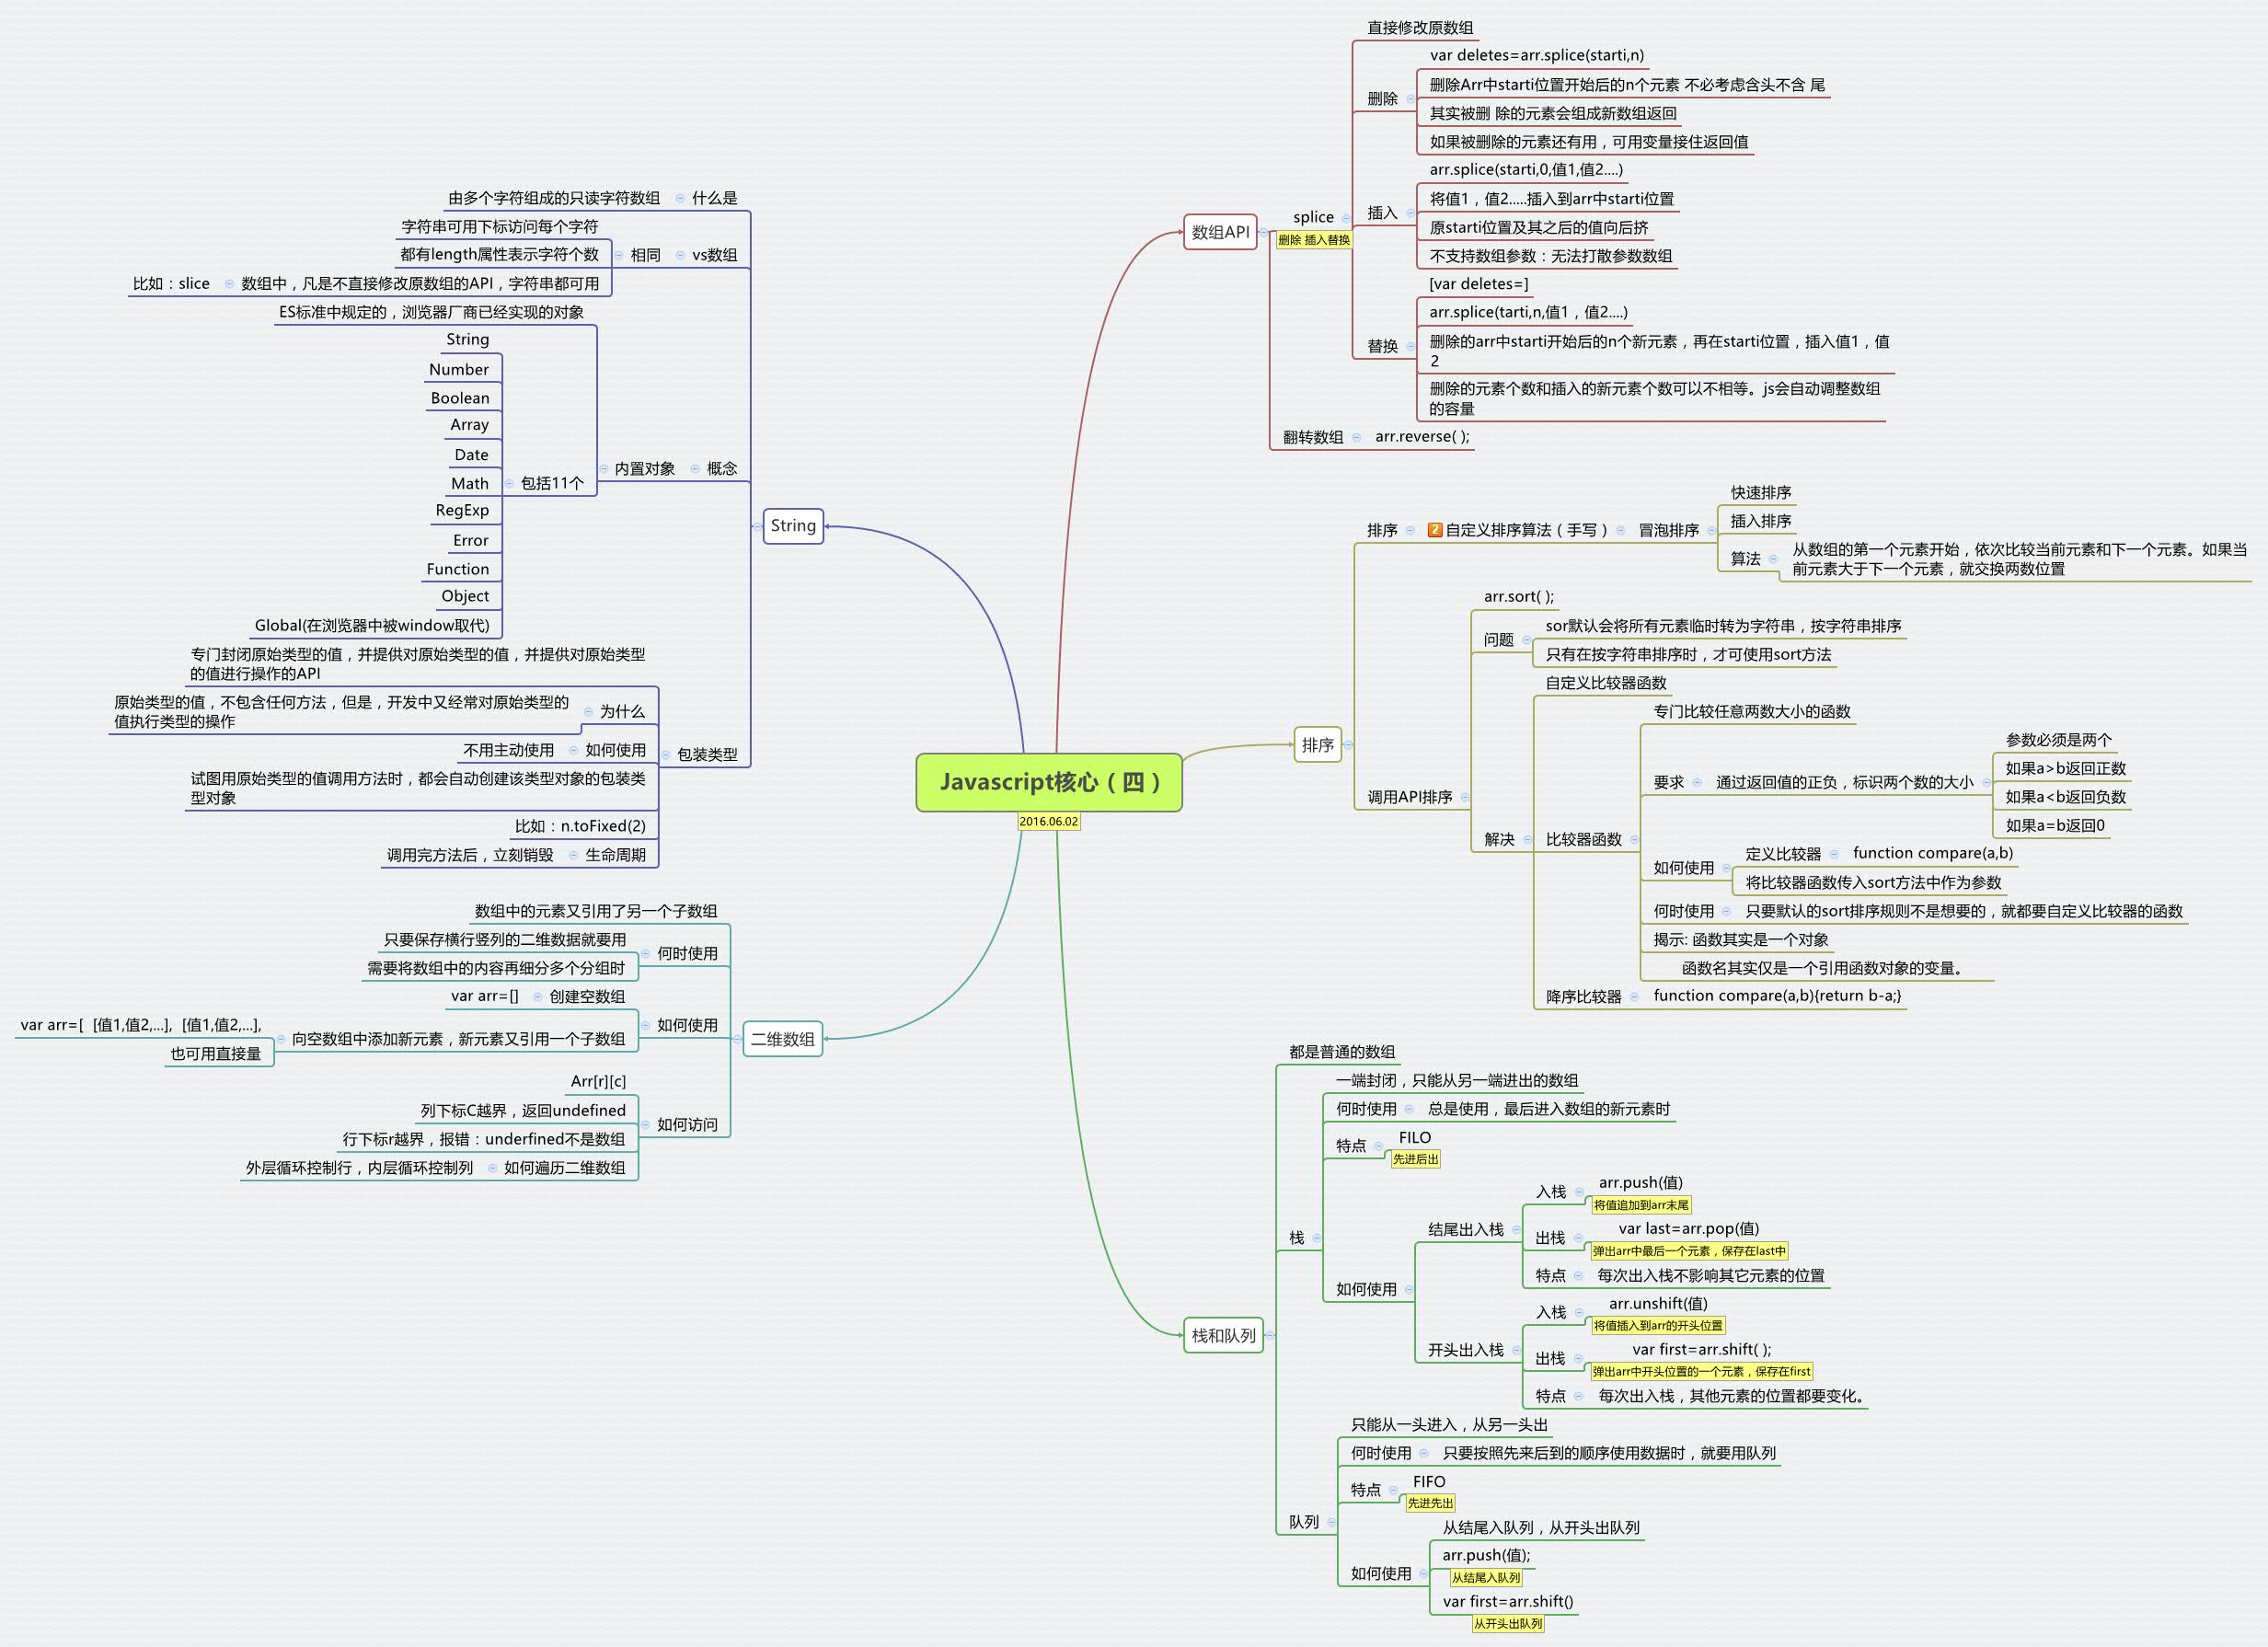 Javascript核心（四）
2016.06.02
数组API
splice
删除 插入替换
直接修改原数组
删除
var deletes=arr.splice(starti,n)
删除Arr中starti位置开始后的n个元素 不必考虑含头不含 尾
其实被删 除的元素会组成新数组返回
如果被删除的元素还有用，可用变量接住返回值
插入
arr.splice(starti,0,值1,值2....)
将值1，值2.....插入到arr中starti位置
原starti位置及其之后的值向后挤
不支持数组参数：无法打散参数数组
替换
[var deletes=]
arr.splice(tarti,n,值1，值2....)
删除的arr中starti开始后的n个新元素，再在starti位置，插入值1，值
2
删除的元素个数和插入的新元素个数可以不相等。js会自动调整数组
的容量
翻转数组
arr.reverse( );
排序
排序
2
自定义排序算法（手写）
冒泡排序
快速排序
插入排序
算法
从数组的第一个元素开始，依次比较当前元素和下一个元素。如果当
前元素大于下一个元素，就交换两数位置
调用API排序
arr.sort( );
问题
sor默认会将所有元素临时转为字符串，按字符串排序
只有在按字符串排序时，才可使用sort方法
解决
自定义比较器函数
比较器函数
专门比较任意两数大小的函数
要求
通过返回值的正负，标识两个数的大小
参数必须是两个
如果a>b返回正数
如果a<b返回负数
如果a=b返回0
如何使用
定义比较器
function compare(a,b)
将比较器函数传入sort方法中作为参数
何时使用
只要默认的sort排序规则不是想要的，就都要自定义比较器的函数
揭示: 函数其实是一个对象
函数名其实仅是一个引用函数对象的变量。
降序比较器
function compare(a,b){return b-a;}
栈和队列
都是普通的数组
栈
一端封闭，只能从另一端进出的数组
何时使用
总是使用，最后进入数组的新元素时
特点
FILO
先进后出
如何使用
结尾出入栈
入栈
arr.push(值)
将值追加到arr末尾
出栈
var last=arr.pop(值)
弹出arr中最后一个元素，保存在last中
特点
每次出入栈不影响其它元素的位置
开头出入栈
入栈
arr.unshift(值)
将值插入到arr的开头位置
出栈
var first=arr.shift( );
弹出arr中开头位置的一个元素，保存在first
特点
每次出入栈，其他元素的位置都要变化。
队列
只能从一头进入，从另一头出
何时使用
只要按照先来后到的顺序使用数据时，就要用队列
特点
FIFO
先进先出
如何使用
从结尾入队列，从开头出队列
arr.push(值);
从结尾入队列
var first=arr.shift()
从开头出队列
String
什么是
由多个字符组成的只读字符数组
vs数组
相同
字符串可用下标访问每个字符
都有length属性表示字符个数
数组中，凡是不直接修改原数组的API，字符串都可用
比如：slice
概念
内置对象
ES标准中规定的，浏览器厂商已经实现的对象
包括11个
String
Number
Boolean
Array
Date
Math
RegExp
Error
Function
Object
Global(在浏览器中被window取代)
包装类型
专门封闭原始类型的值，并提供对原始类型的值，并提供对原始类型
的值进行操作的API
为什么
原始类型的值，不包含任何方法，但是，开发中又经常对原始类型的
值执行类型的操作
如何使用
不用主动使用
试图用原始类型的值调用方法时，都会自动创建该类型对象的包装类
型对象
比如：n.toFixed(2)
生命周期
调用完方法后，立刻销毁
二维数组
数组中的元素又引用了另一个子数组
何时使用
只要保存横行竖列的二维数据就要用
需要将数组中的内容再细分多个分组时
如何使用
创建空数组
var arr=[]
向空数组中添加新元素，新元素又引用一个子数组
var arr=[  [值1,值2,...],  [值1,值2,...],
也可用直接量
如何访问
Arr[r][c]
列下标C越界，返回undefined
行下标r越界，报错：underfined不是数组
如何遍历二维数组
外层循环控制行，内层循环控制列